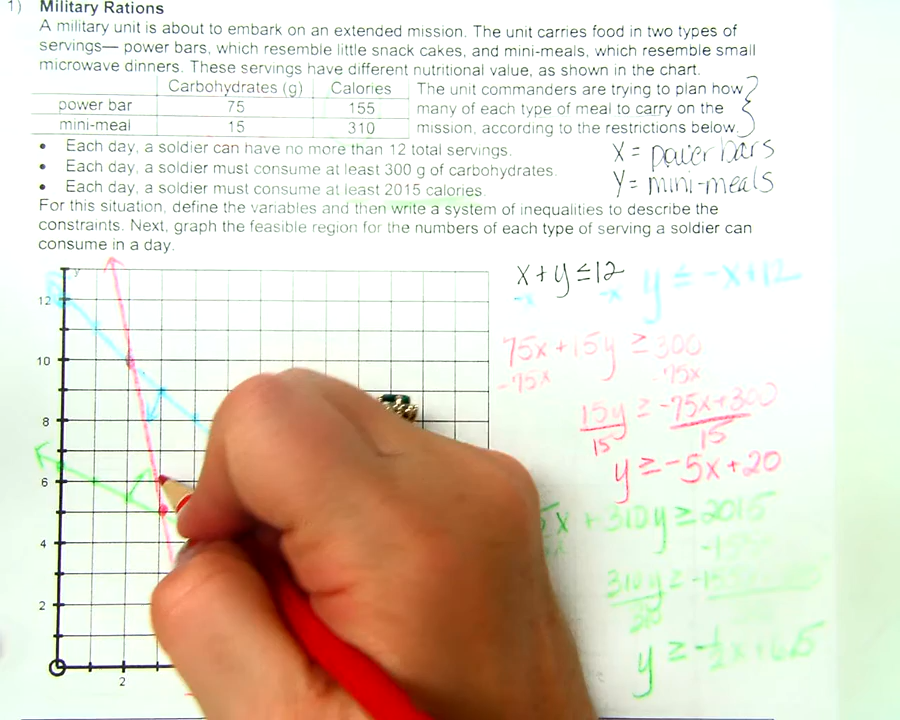 1) Military Rations
A military unit is about to embark on an extended mission. The unit carries food in two types of
servings— power bars, which resemble little snack cakes, and mini-meals, which resemble small
microwave dinners. These servings have different nutritional value, as shown in the chart.
Carbohydrates (g) Calories
power bar 75 155
mini-meal 15 310
The unit commanders are trying to plan how
many of each type of meal to carry on the
mission, according to the restrictions below.
• Each day, a soldier can have no more than 12 total servings.
• Each day, a soldier must consume at least 300 g of carbohydrates.
• Each day, a soldier must consume at least 2015 calories.
x = power bars
y = mini-meals
For this situation, define the variables and then write a system of inequalities to describe the
constraints. Next, graph the feasible region for the numbers of each type of serving a soldier can
consume in a day.
y
12
10
8
6
4
2
2
x + y ≤ 12
-x -x
y ≤ -x+12
75x + 15y ≥ 300
-75x -75x
15y ≥ -75x+300
15 15
y ≥ -5x+20
5x + 310y ≥ 2015
310y ≥
310
y ≥ -1/2x + 6.5